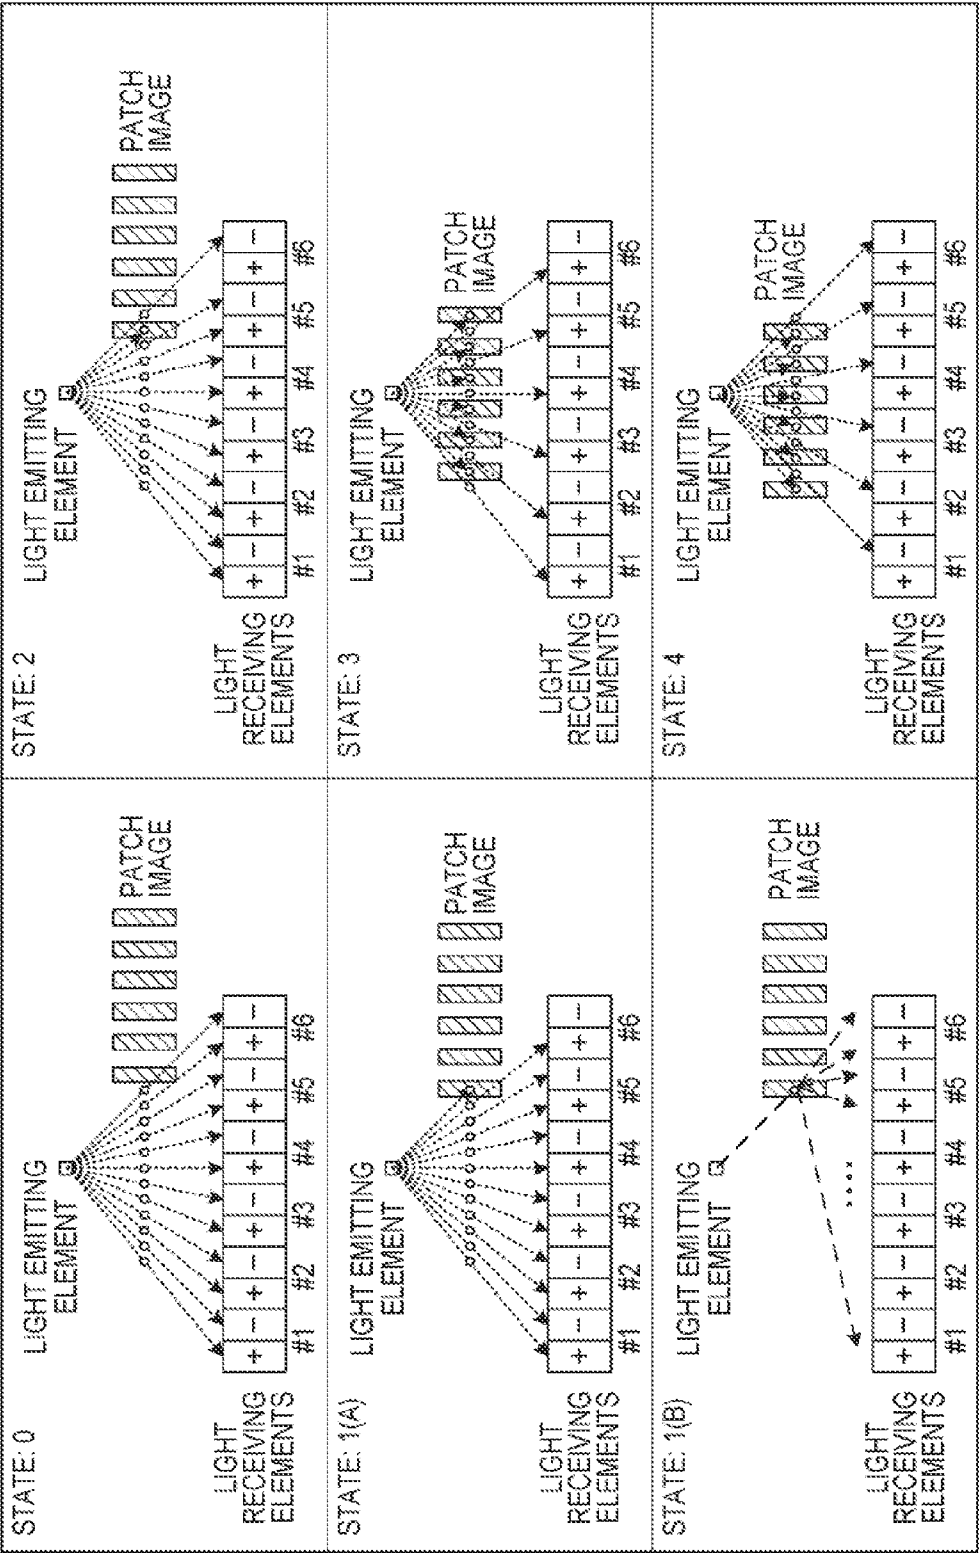 STATE: 0
LIGHT EMITTING
ELEMENT
PATCH
IMAGE
LIGHT
RECEIVING
ELEMENTS
+ − + − + − + − + − + −
#1 #2 #3 #4 #5 #6
STATE: 1(A)
LIGHT EMITTING
ELEMENT
PATCH
IMAGE
LIGHT
RECEIVING
ELEMENTS
+ − + − + − + − + − + −
#1 #2 #3 #4 #5 #6
STATE: 1(B)
LIGHT EMITTING
ELEMENT
PATCH
IMAGE
LIGHT
RECEIVING
ELEMENTS
+ − + − + − + − + − + −
#1 #2 #3 #4 #5 #6
STATE: 2
LIGHT EMITTING
ELEMENT
PATCH
IMAGE
LIGHT
RECEIVING
ELEMENTS
+ − + − + − + − + − + −
#1 #2 #3 #4 #5 #6
STATE: 3
LIGHT EMITTING
ELEMENT
PATCH
IMAGE
LIGHT
RECEIVING
ELEMENTS
+ − + − + − + − + − + −
#1 #2 #3 #4 #5 #6
STATE: 4
LIGHT EMITTING
ELEMENT
PATCH
IMAGE
LIGHT
RECEIVING
ELEMENTS
+ − + − + − + − + − + −
#1 #2 #3 #4 #5 #6